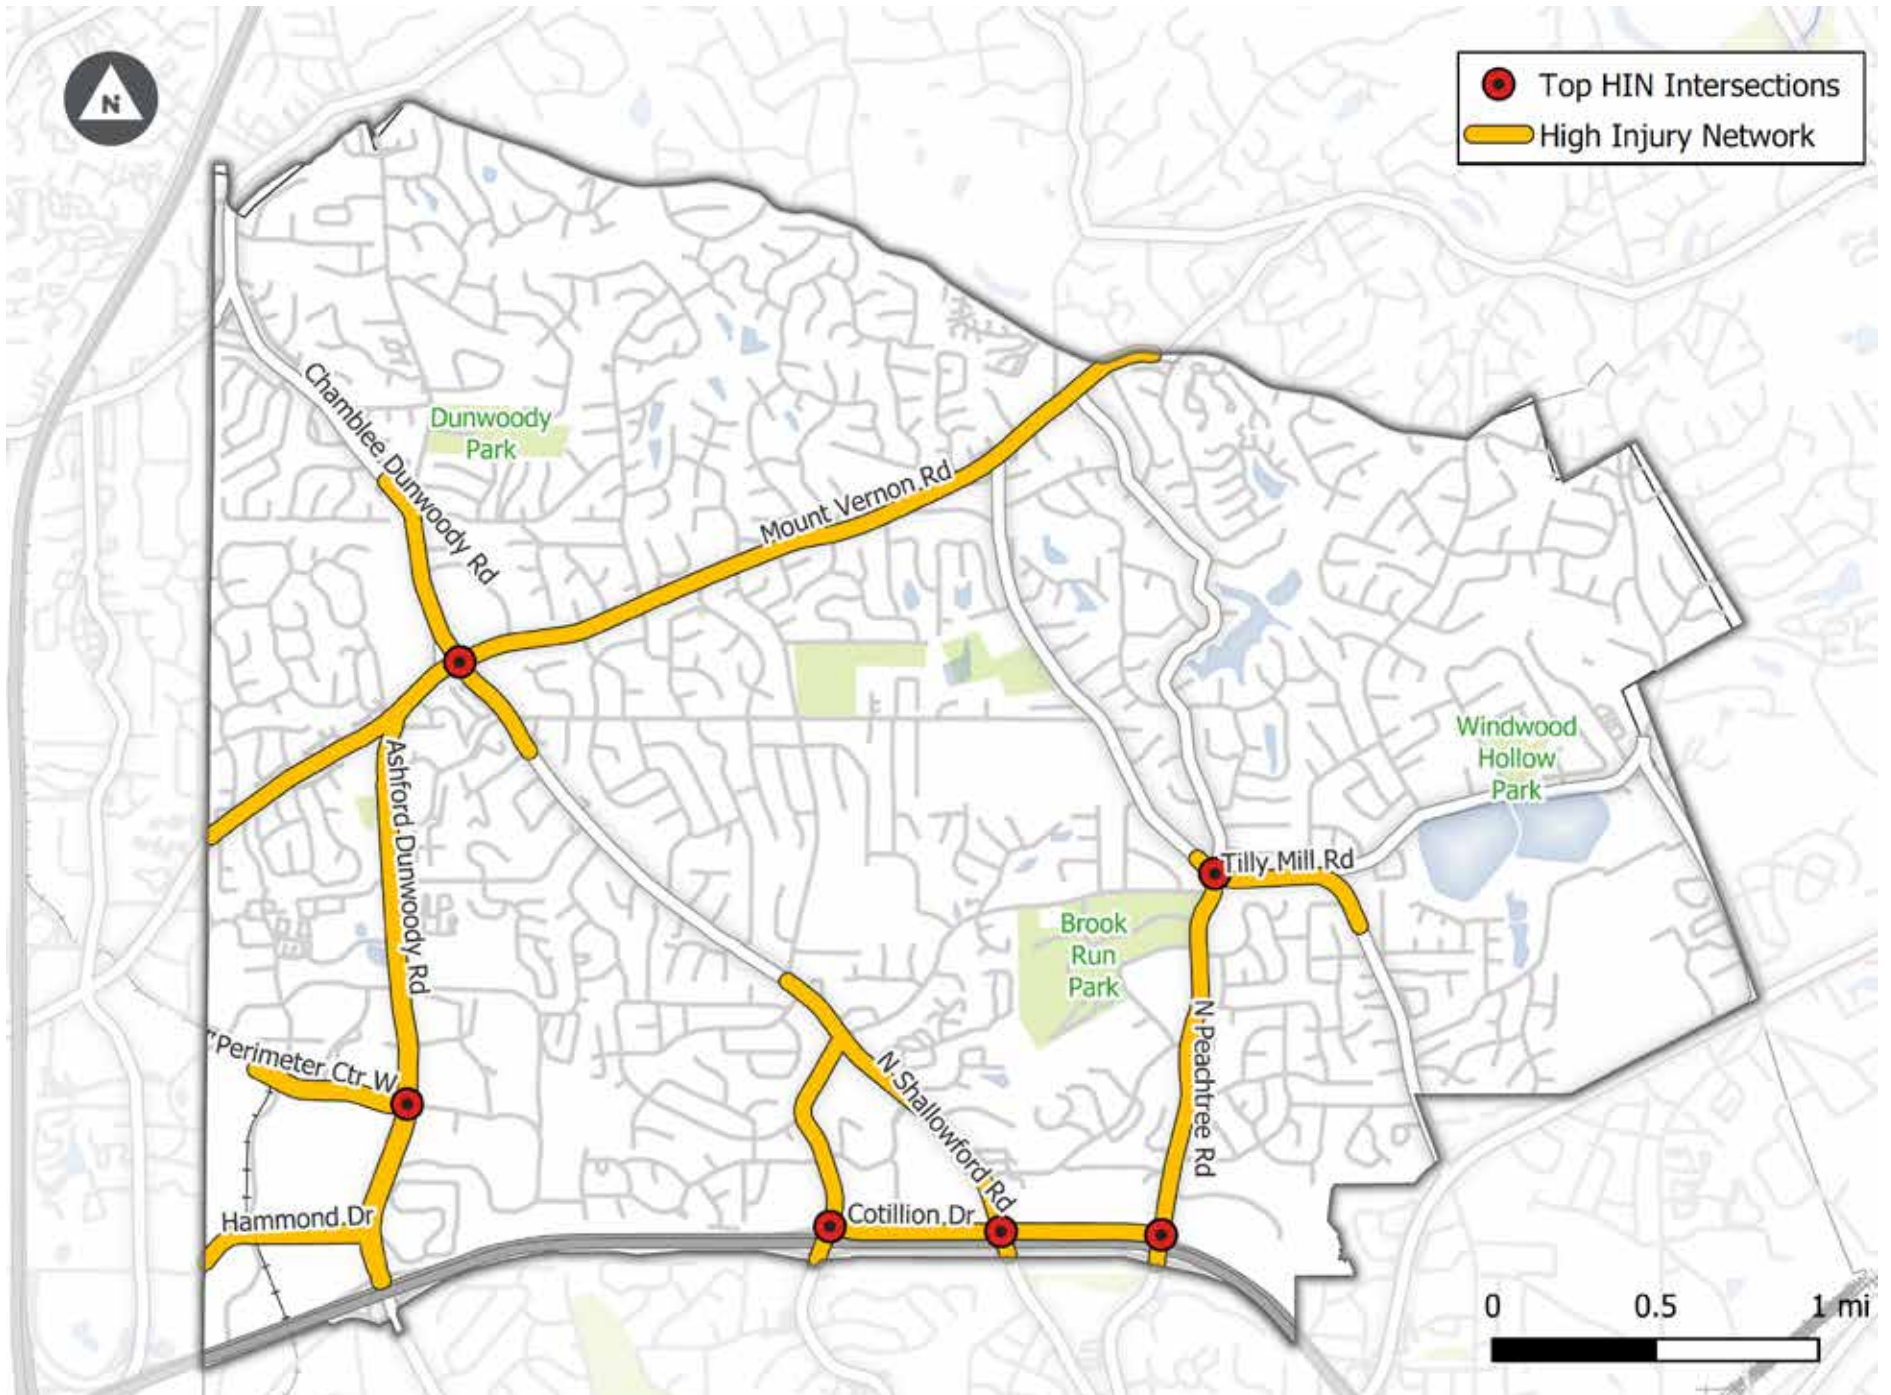 N
Top HIN Intersections
High Injury Network
Chamblee Dunwoody Rd
Dunwoody
Park
Mount Vernon Rd
Windwood
Hollow
Park
Ashford Dunwoody Rd
Tilly Mill Rd
Brook
Run
Park
N Peachtree Rd
Perimeter Ctr W
N Shallowford Rd
Hammond Dr
Cotillion Dr
0 0.5 1 mi